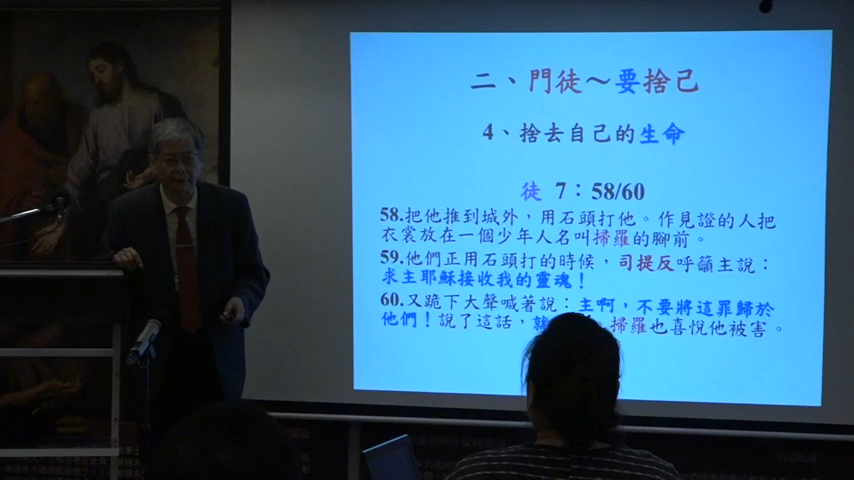 二、門徒～要捨己
4、捨去自己的生命
徒 7：58/60
58.把他推到城外，用石頭打他。作見證的人把
衣裳放在一個少年人名叫掃羅的腳前。
59.他們正用石頭打的時候，司提反呼籲主說：
求主耶穌接收我的靈魂！
60.又跪下大聲喊著說：主啊，不要將這罪歸於
他們！說了這話，就 掃羅也喜悅他被害。